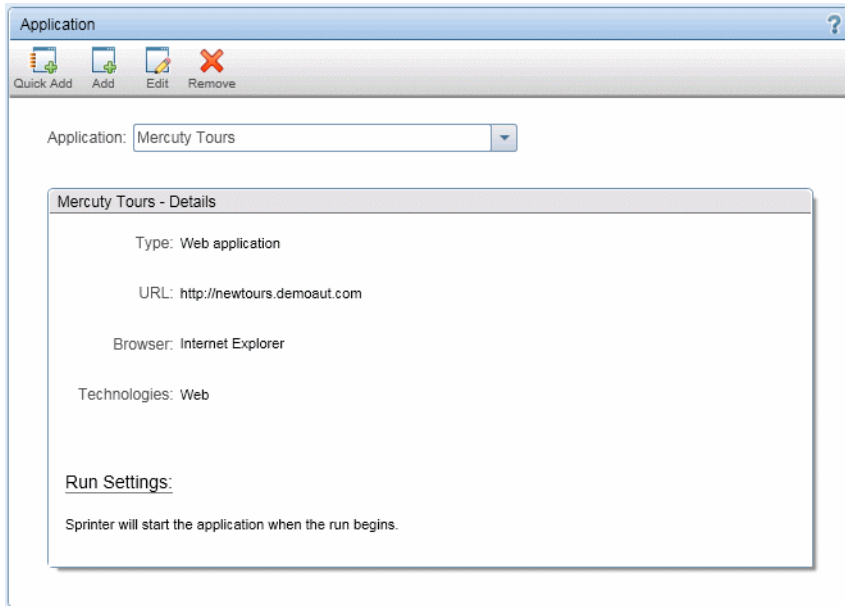 Application
?
Quick Add Add Edit Remove
Application: Mercuty Tours
Mercuty Tours - Details
Type: Web application
URL: http://newtours.demoaut.com
Browser: Internet Explorer
Technologies: Web
Run Settings:
Sprinter will start the application when the run begins.